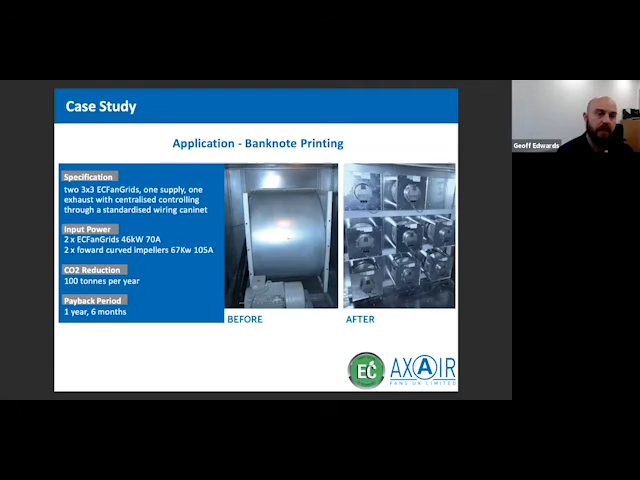 Case Study
Application - Banknote Printing
Specification
two 3x3 ECFanGrids, one supply, one
exhaust with centralised controlling
through a standardised wiring caninet
Input Power
2 x ECFanGrids 46kW 70A
2 x foward curved impellers 67Kw 105A
CO2 Reduction
100 tonnes per year
Payback Period
1 year, 6 months
BEFORE
AFTER
EC
AXAIR
FANS UK LIMITED
Geoff Edwards